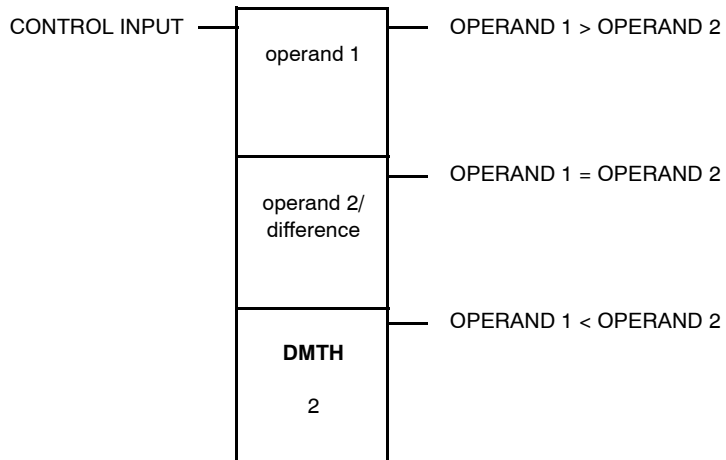 CONTROL INPUT
operand 1
OPERAND 1 > OPERAND 2
operand 2/
difference
OPERAND 1 = OPERAND 2
DMTH
2
OPERAND 1 < OPERAND 2